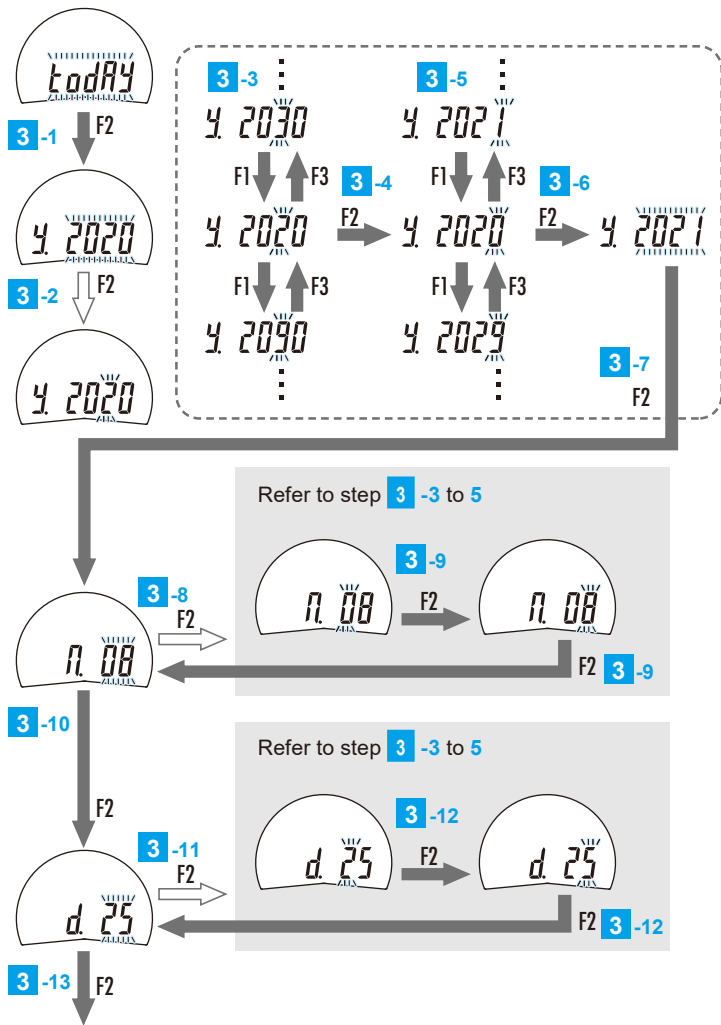 todAY
3 -1 F2
y. 2020
3 -2 F2
y. 2020
3 -3
y. 2030
F1 F3
3 -4
y. 2020
F2
F1 F3
y. 2090
3 -5
y. 2021
F1 F3
3 -6
y. 2020
F2
F1 F3
y. 2029
y. 2021
3 -7
F2
Refer to step 3 -3 to 5
3 -8
F2
M. 08
3 -9
F2
M. 08
M. 08
F2 3 -9
3 -10
F2
Refer to step 3 -3 to 5
3 -11
F2
d. 25
3 -12
F2
d. 25
d. 25
F2 3 -12
3 -13 F2